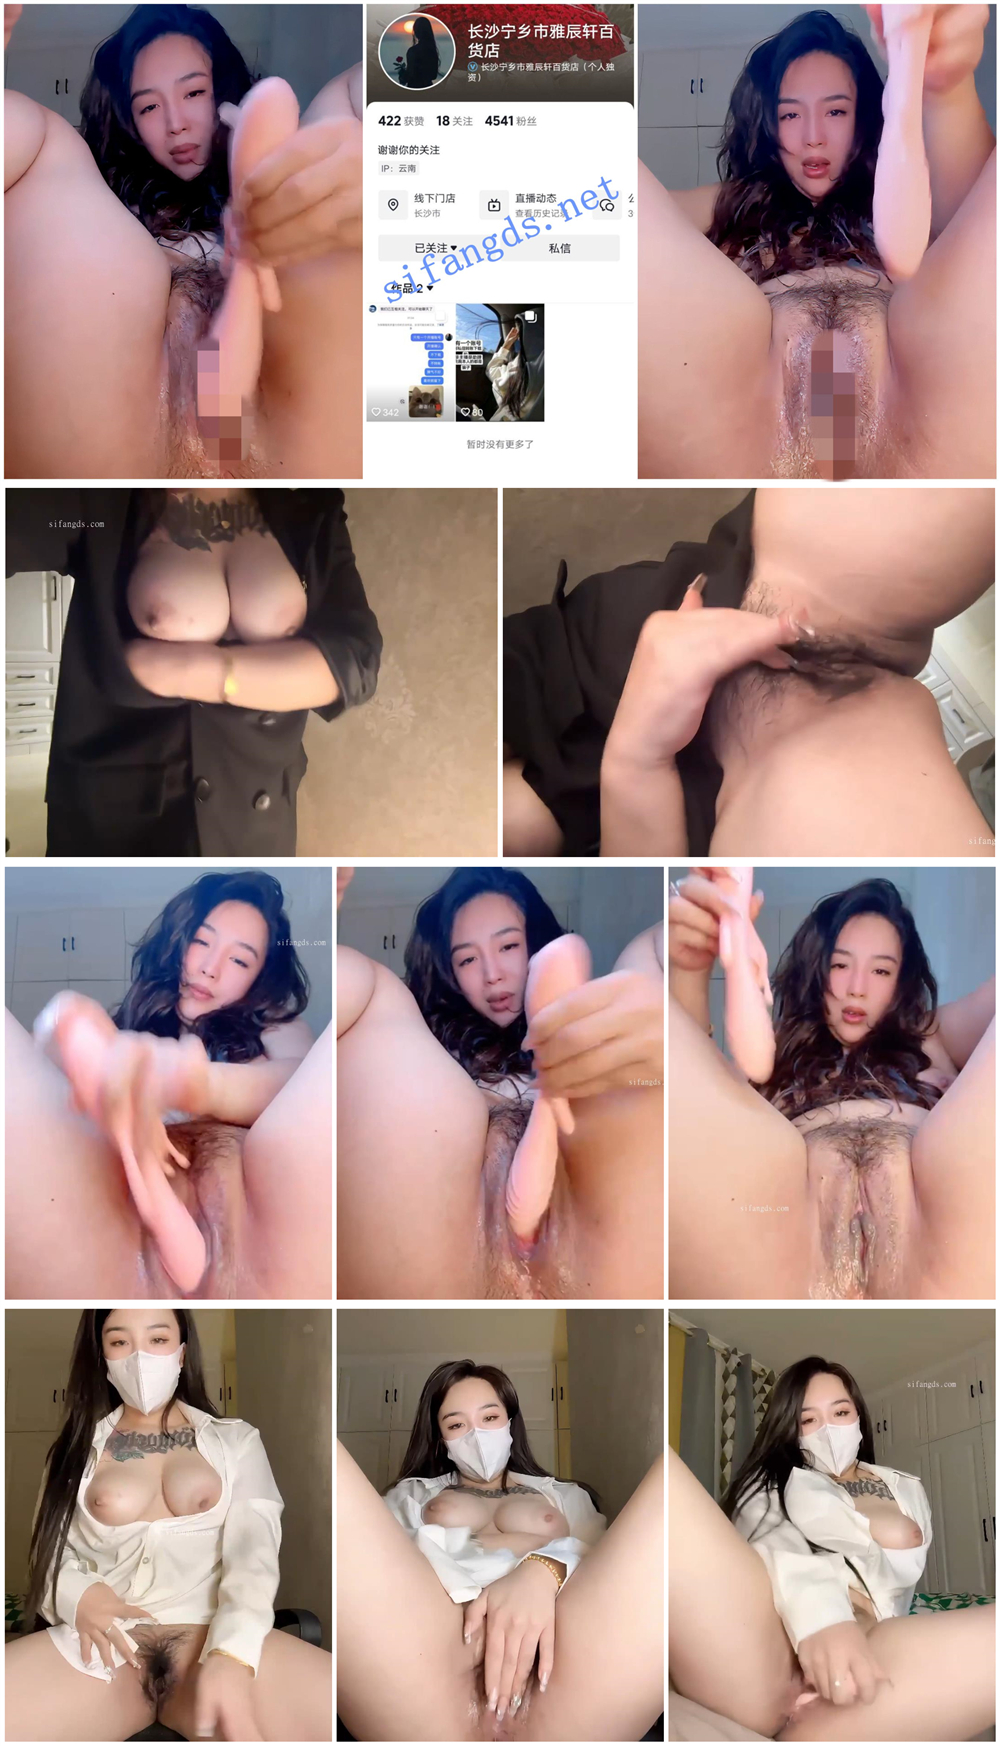 长沙宁乡市雅辰轩百
货店
长沙宁乡市雅辰轩百货店（个人独
资）
422 获赞 18 关注 4541 粉丝
谢谢你的关注
IP：云南
线下门店
长沙市
直播动态
查看历史记录
已关注
私信
sifangds.net
作品 2
342
80
暂时没有更多了
sifangds.com
sifang
sifangds.com
sifangds.
sifangds.com
sifangds.com